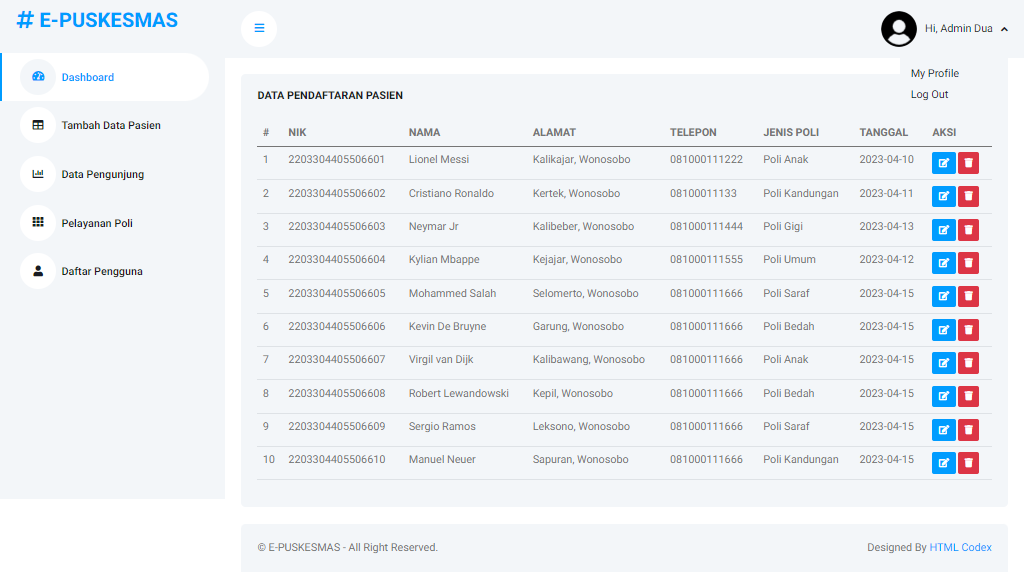 # E-PUSKESMAS
Hi, Admin Dua
My Profile
Log Out
Dashboard
Tambah Data Pasien
Data Pengunjung
Pelayanan Poli
Daftar Pengguna
DATA PENDAFTARAN PASIEN
# NIK NAMA ALAMAT TELEPON JENIS POLI TANGGAL AKSI
1 2203304405506601 Lionel Messi Kalikajar, Wonosobo 081000111222 Poli Anak 2023-04-10
2 2203304405506602 Cristiano Ronaldo Kertek, Wonosobo 08100011133 Poli Kandungan 2023-04-11
3 2203304405506603 Neymar Jr Kalibeber, Wonosobo 081000111444 Poli Gigi 2023-04-13
4 2203304405506604 Kylian Mbappe Kejajar, Wonosobo 081000111555 Poli Umum 2023-04-12
5 2203304405506605 Mohammed Salah Selomerto, Wonosobo 081000111666 Poli Saraf 2023-04-15
6 2203304405506606 Kevin De Bruyne Garung, Wonosobo 081000111666 Poli Bedah 2023-04-15
7 2203304405506607 Virgil van Dijk Kalibawang, Wonosobo 081000111666 Poli Anak 2023-04-15
8 2203304405506608 Robert Lewandowski Kepil, Wonosobo 081000111666 Poli Bedah 2023-04-15
9 2203304405506609 Sergio Ramos Leksono, Wonosobo 081000111666 Poli Saraf 2023-04-15
10 2203304405506610 Manuel Neuer Sapuran, Wonosobo 081000111666 Poli Kandungan 2023-04-15
© E-PUSKESMAS - All Right Reserved.
Designed By HTML Codex